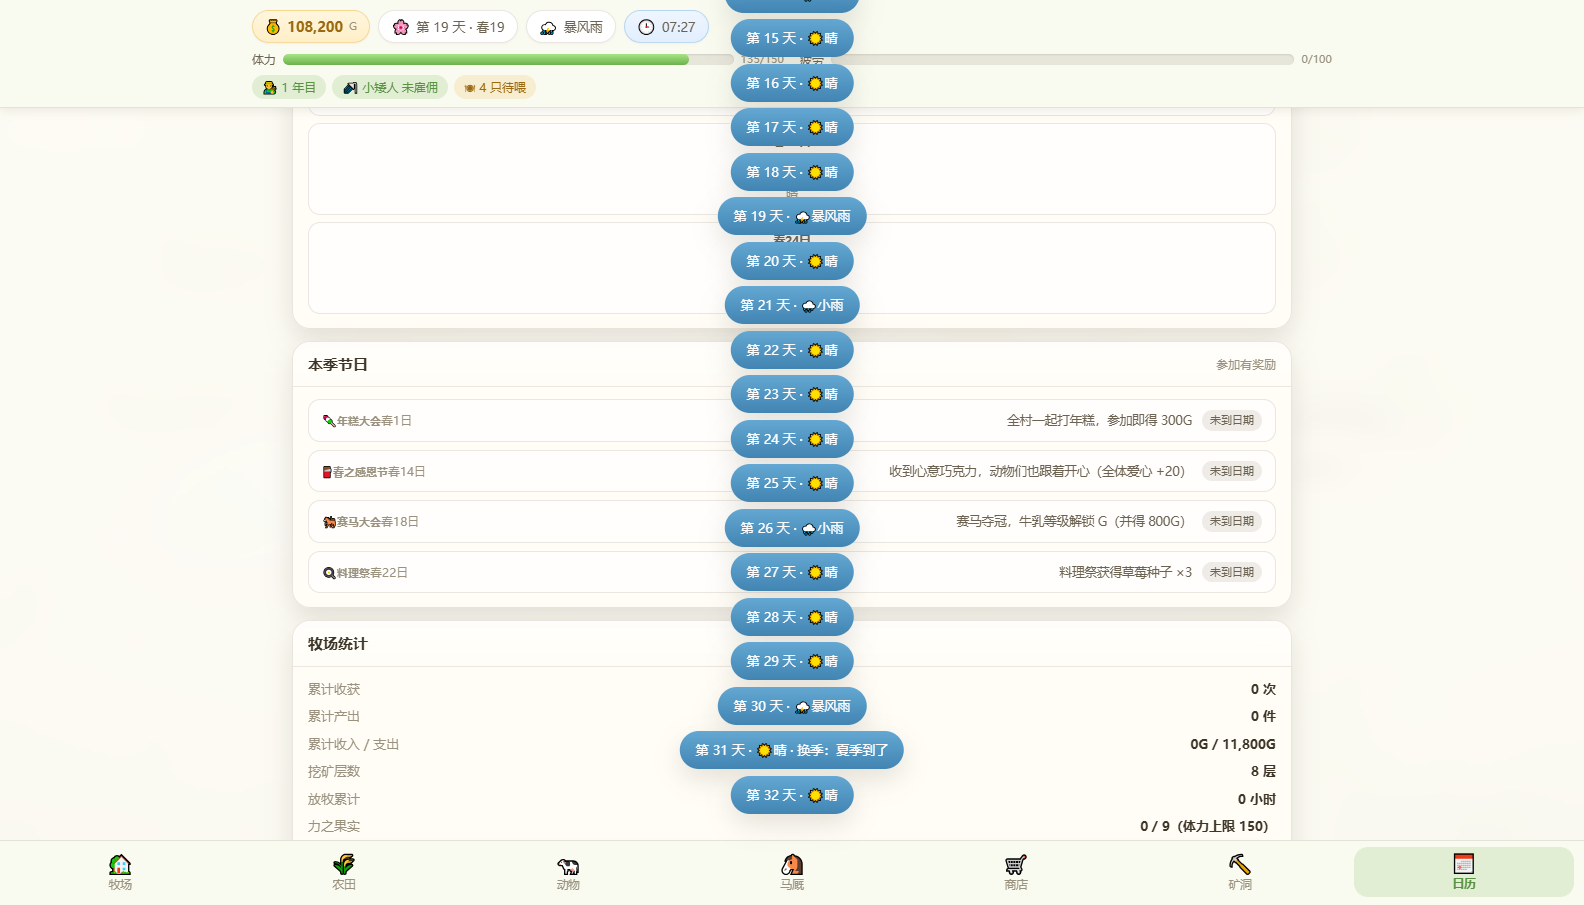 108,200 G
第 19 天 · 春19
暴风雨
07:27
体力
135/150
疲劳
0/100
1 年目
小矮人 未雇佣
4 只待喂
第 15 天 · 晴
第 16 天 · 晴
第 17 天 · 晴
第 18 天 · 晴
晴
第 19 天 · 暴风雨
春24日
第 20 天 · 晴
第 21 天 · 小雨
第 22 天 · 晴
第 23 天 · 晴
第 24 天 · 晴
第 25 天 · 晴
第 26 天 · 小雨
第 27 天 · 晴
第 28 天 · 晴
第 29 天 · 晴
第 30 天 · 暴风雨
第 31 天 · 晴 · 换季：夏季到了
第 32 天 · 晴
本季节日
参加有奖励
年糕大会春1日
全村一起打年糕，参加即得 300G
未到日期
春之感恩节春14日
收到心意巧克力，动物们也跟着开心（全体爱心 +20）
未到日期
赛马大会春18日
赛马夺冠，牛乳等级解锁 G（并得 800G）
未到日期
料理祭春22日
料理祭获得草莓种子 ×3
未到日期
牧场统计
累计收获
0 次
累计产出
0 件
累计收入 / 支出
0G / 11,800G
挖矿层数
8 层
放牧累计
0 小时
力之果实
0 / 9（体力上限 150）
牧场
农田
动物
马厩
商店
矿洞
日历